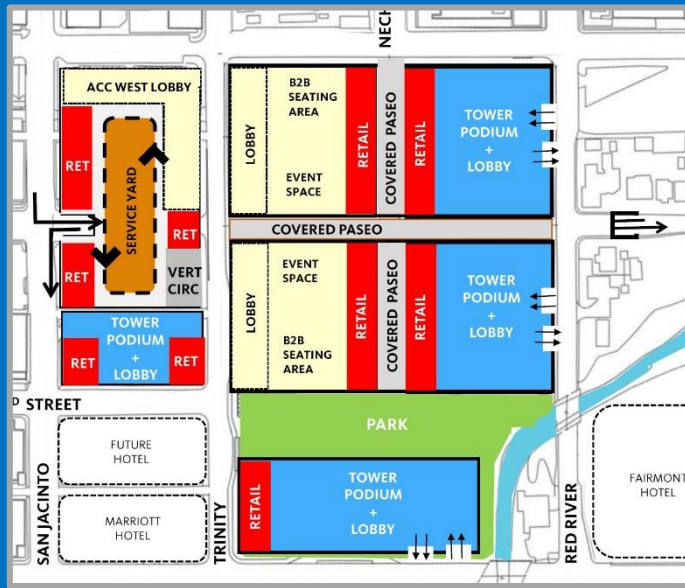 NECH
ACC WEST LOBBY
RET
SERVICE YARD
RET
RET
VERT
CIRC
TOWER
PODIUM
+
LOBBY
RET
RET
LOBBY
B2B
SEATING
AREA
EVENT
SPACE
RETAIL
COVERED PASEO
RETAIL
TOWER
PODIUM
+
LOBBY
COVERED PASEO
LOBBY
EVENT
SPACE
B2B
SEATING
AREA
RETAIL
COVERED PASEO
RETAIL
TOWER
PODIUM
+
LOBBY
D STREET
PARK
FUTURE
HOTEL
MARRIOTT
HOTEL
SAN JACINTO
TRINITY
RETAIL
TOWER
PODIUM
+
LOBBY
RED RIVER
FAIRMONT
HOTEL